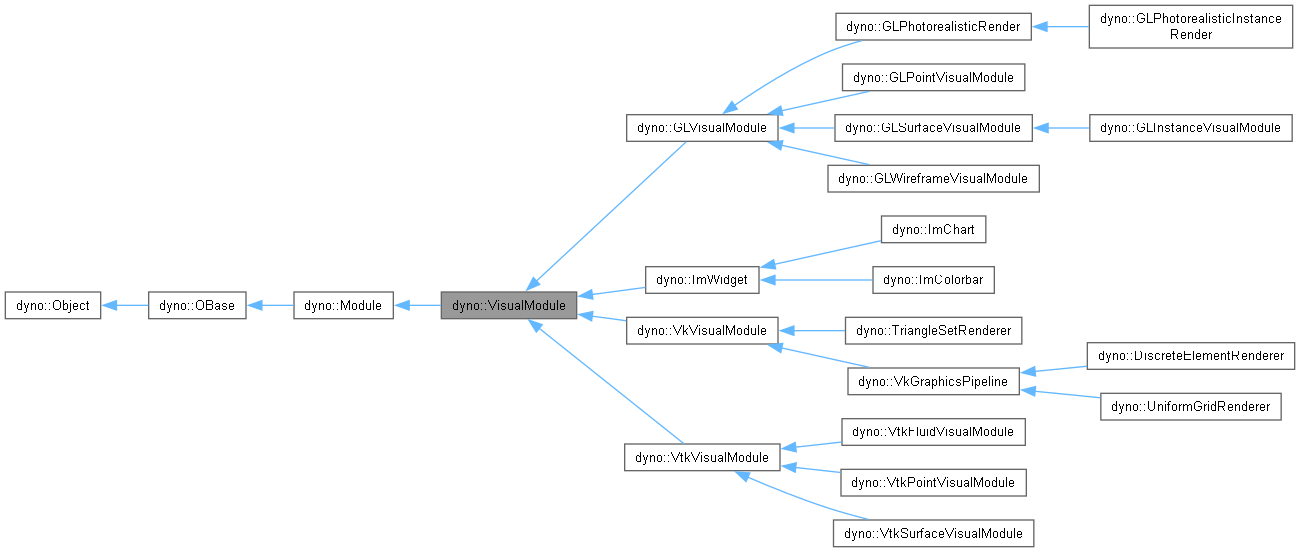 dyno::GLPhotorealisticRender
dyno::GLPhotorealisticInstance
Render
dyno::GLPointVisualModule
dyno::GLVisualModule
dyno::GLSurfaceVisualModule
dyno::GLInstanceVisualModule
dyno::GLWireframeVisualModule
dyno::ImChart
dyno::ImWidget
dyno::ImColorbar
dyno::Object
dyno::OBase
dyno::Module
dyno::VisualModule
dyno::VkVisualModule
dyno::TriangleSetRenderer
dyno::DiscreteElementRenderer
dyno::VkGraphicsPipeline
dyno::UniformGridRenderer
dyno::VtkFluidVisualModule
dyno::VtkVisualModule
dyno::VtkPointVisualModule
dyno::VtkSurfaceVisualModule